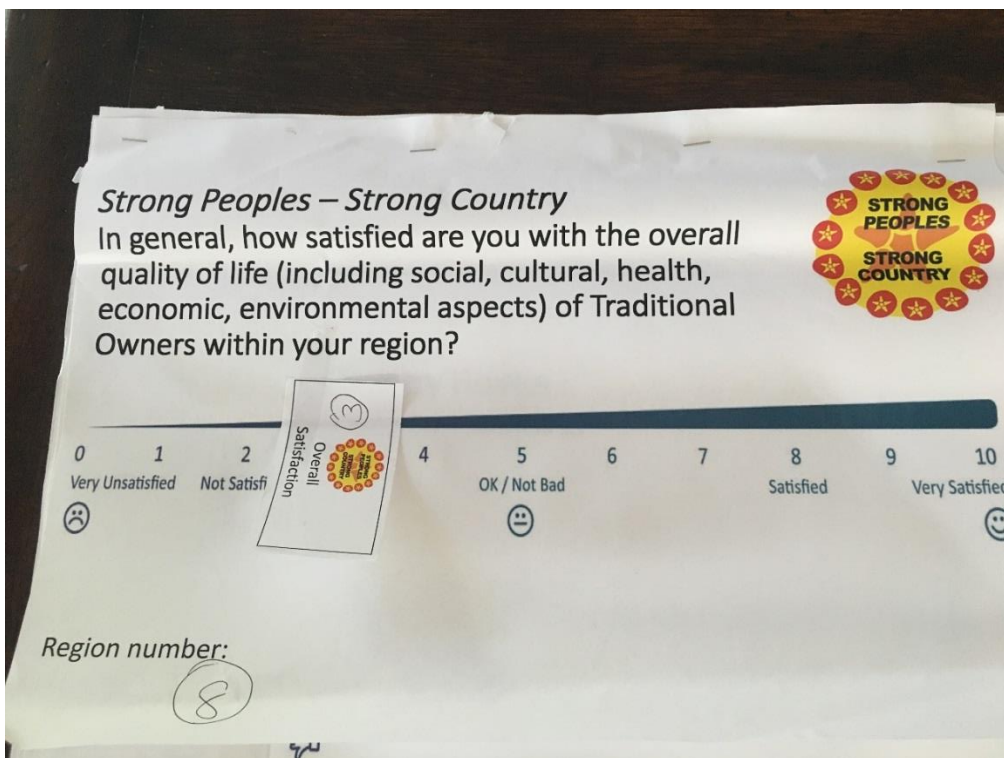 Strong Peoples – Strong Country
In general, how satisfied are you with the overall
quality of life (including social, cultural, health,
economic, environmental aspects) of Traditional
Owners within your region?
STRONG
PEOPLES
STRONG
COUNTRY
3
Overall
Satisfaction
0 1 2 4 5 6 7 8 9 10
Very Unsatisfied Not Satisfi OK / Not Bad Satisfied Very Satisfied
Region number:
8